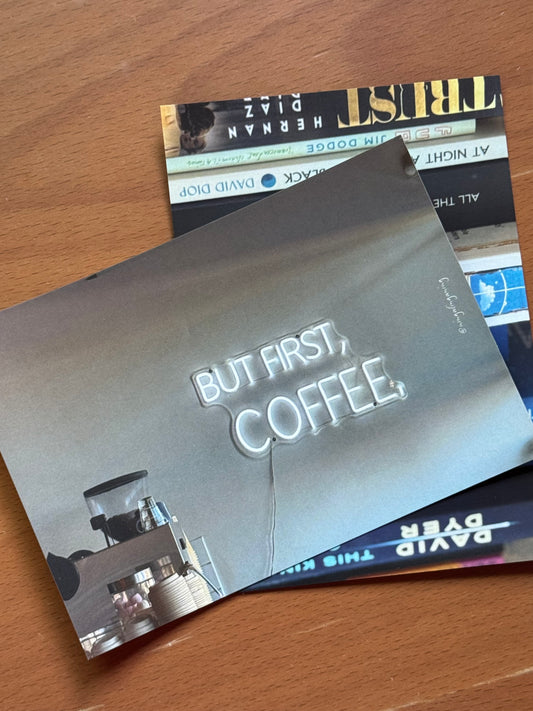 TRUST
HERNAN
DIAZ
JIM DODGE
AT NIGHT A
BLACK
DAVID DIOP
ALL THE
BUT FIRST,
COFFEE.
DAVID
DYER
THIS KIN